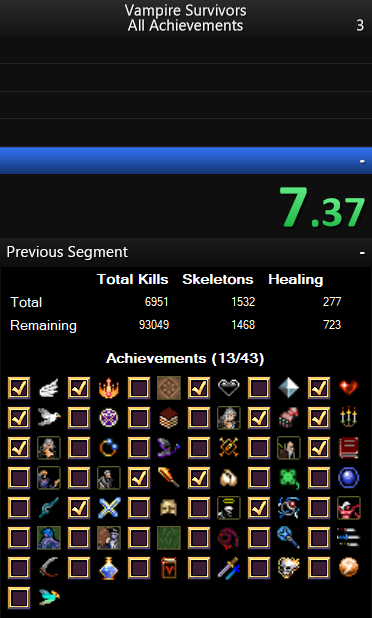 Vampire Survivors
All Achievements 3
-
7.37
Previous Segment -
Total Kills Skeletons Healing
Total 6951 1532 277
Remaining 93049 1468 723
Achievements (13/43)